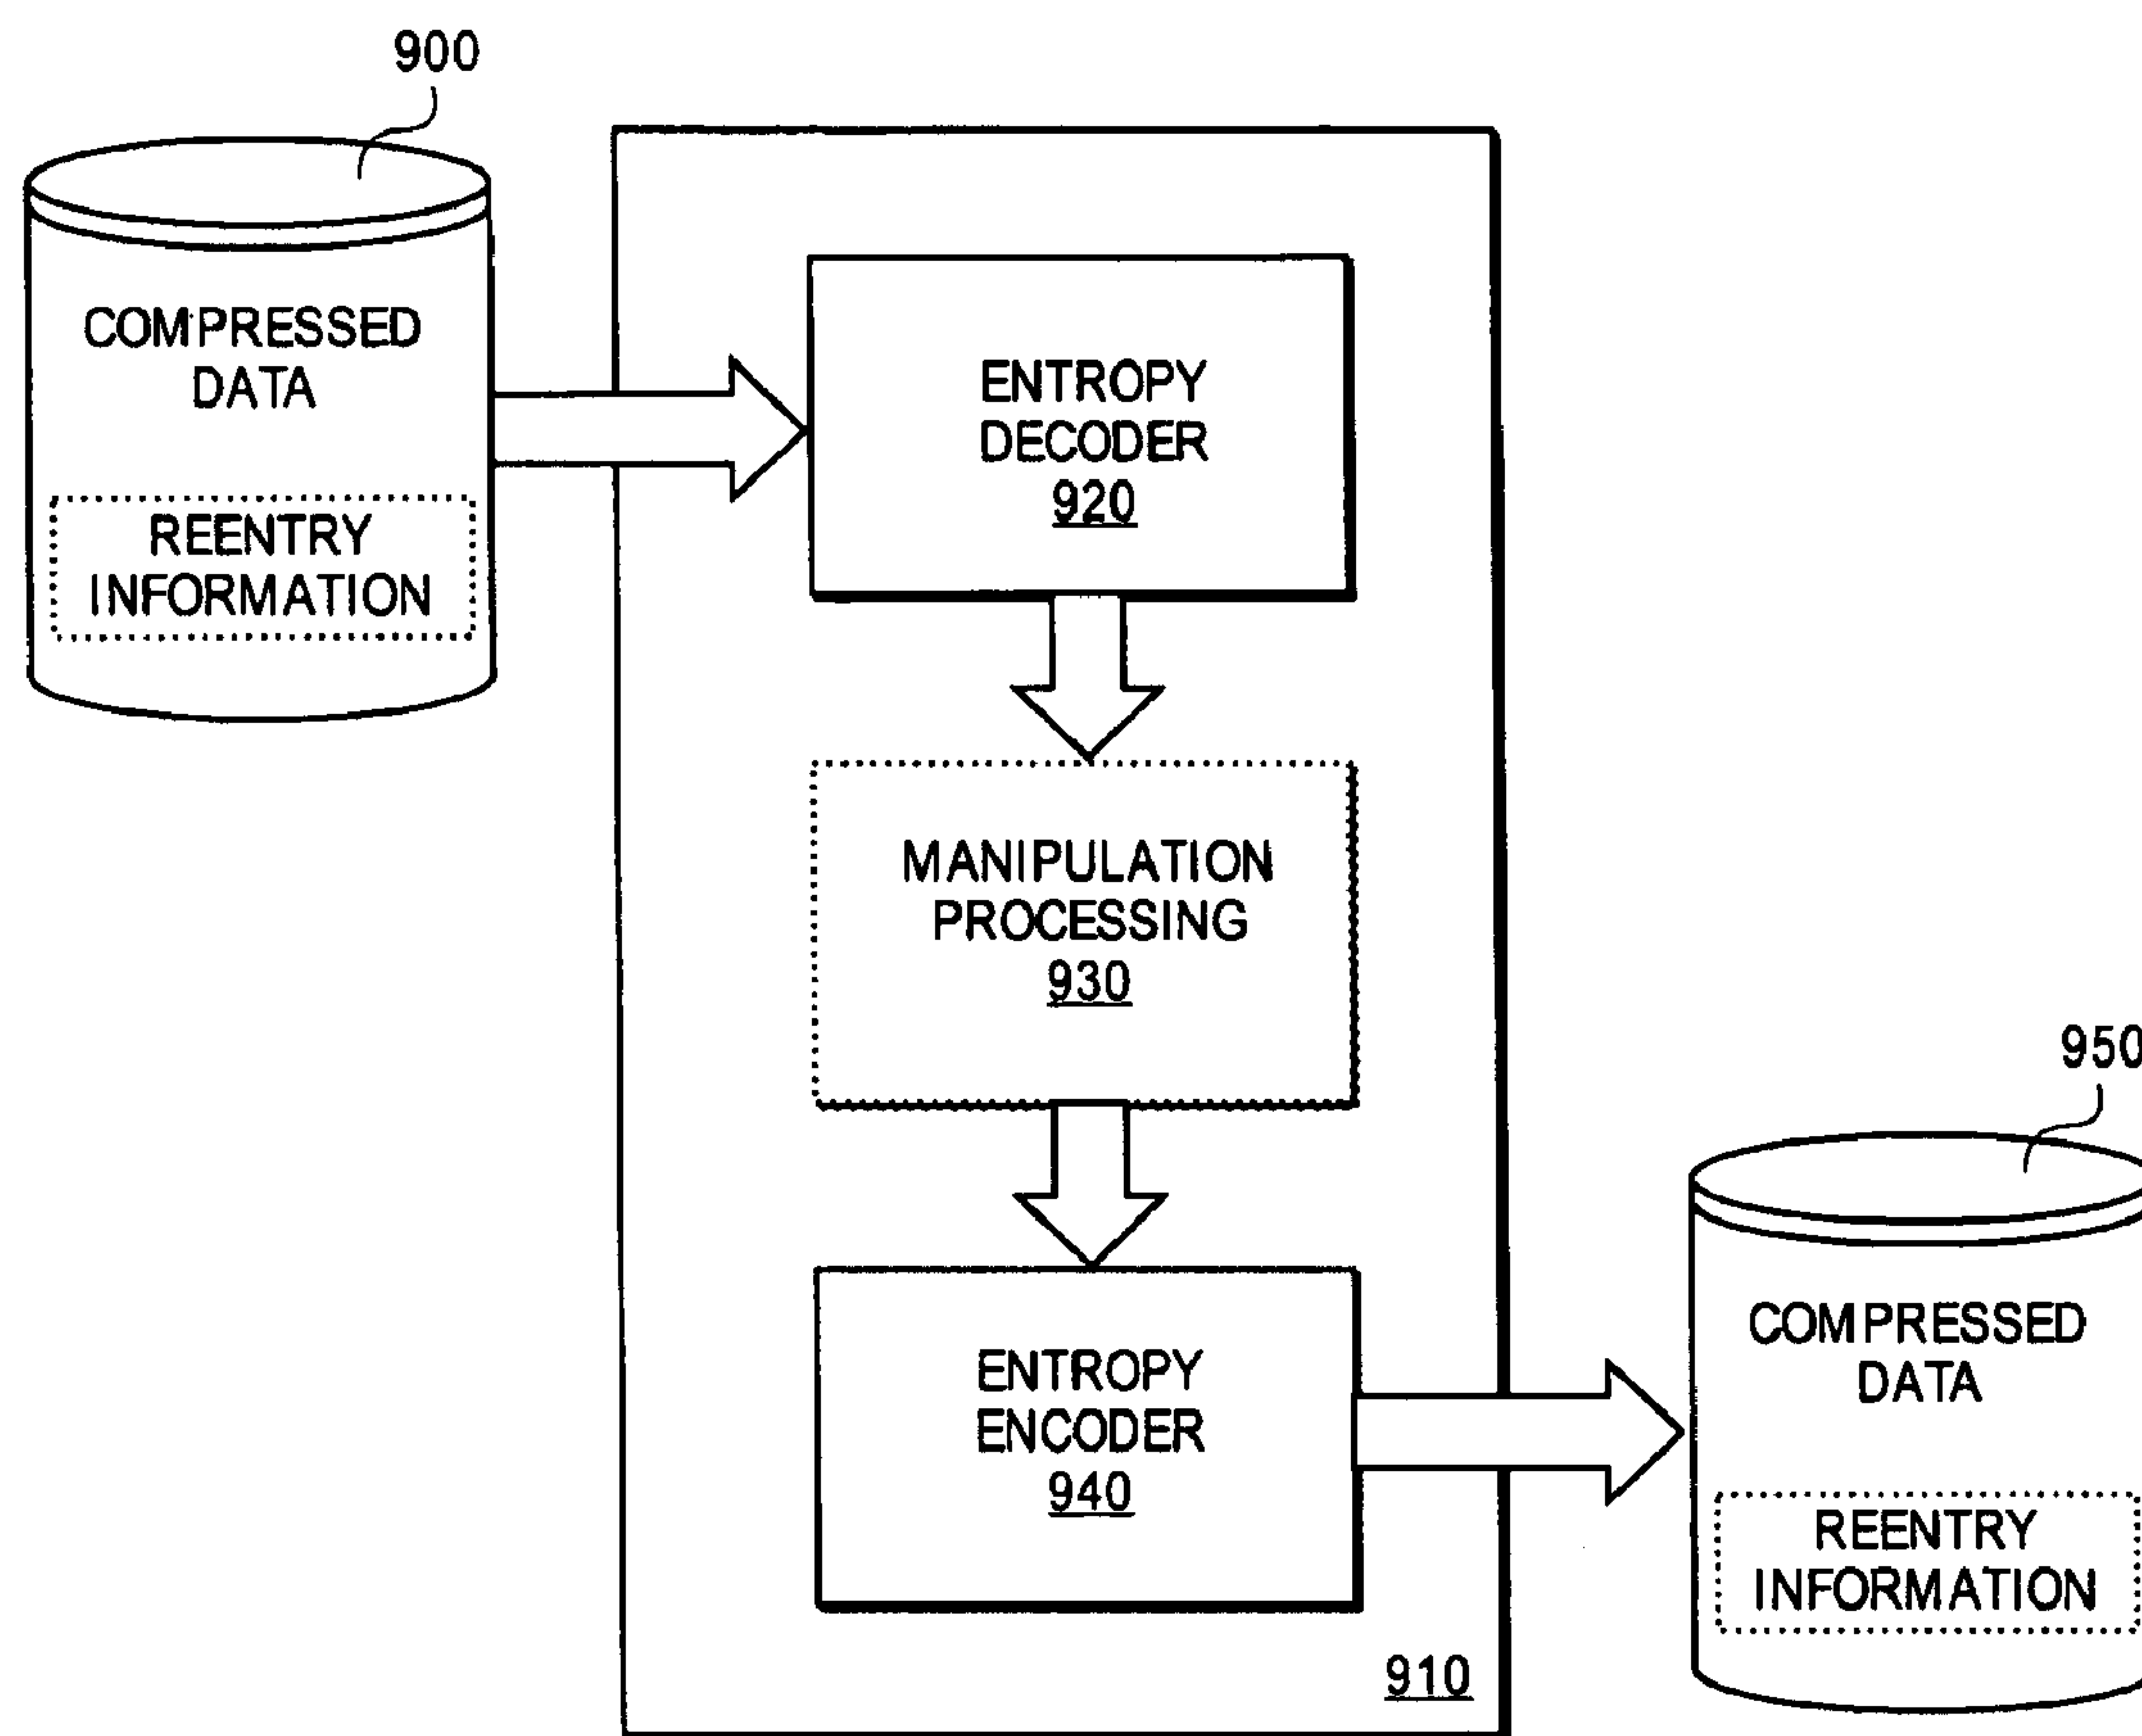 900
COMPRESSED
DATA
REENTRY
INFORMATION
ENTROPY
DECODER
920
MANIPULATION
PROCESSING
930
ENTROPY
ENCODER
940
910
950
COMPRESSED
DATA
REENTRY
INFORMATION